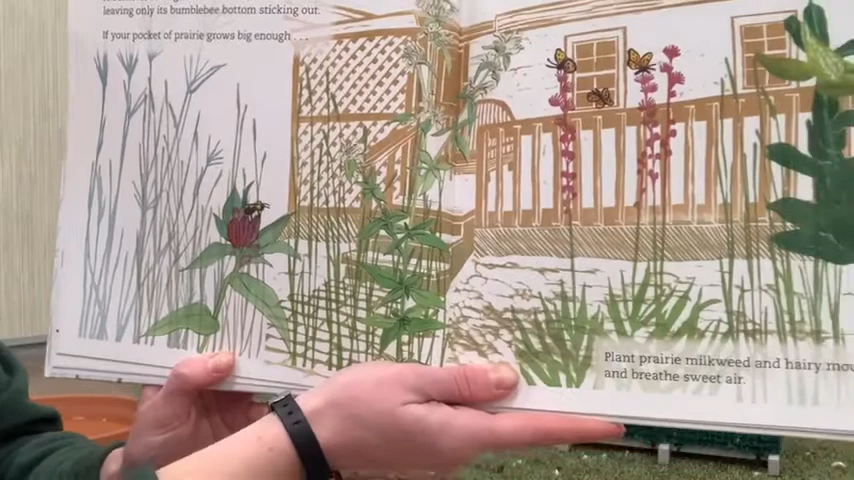 leaving only its bumblebee bottom sticking out.
If your pocket of prairie grows big enough . . .
Plant prairie milkweed and hairy
and breathe the sweet air.